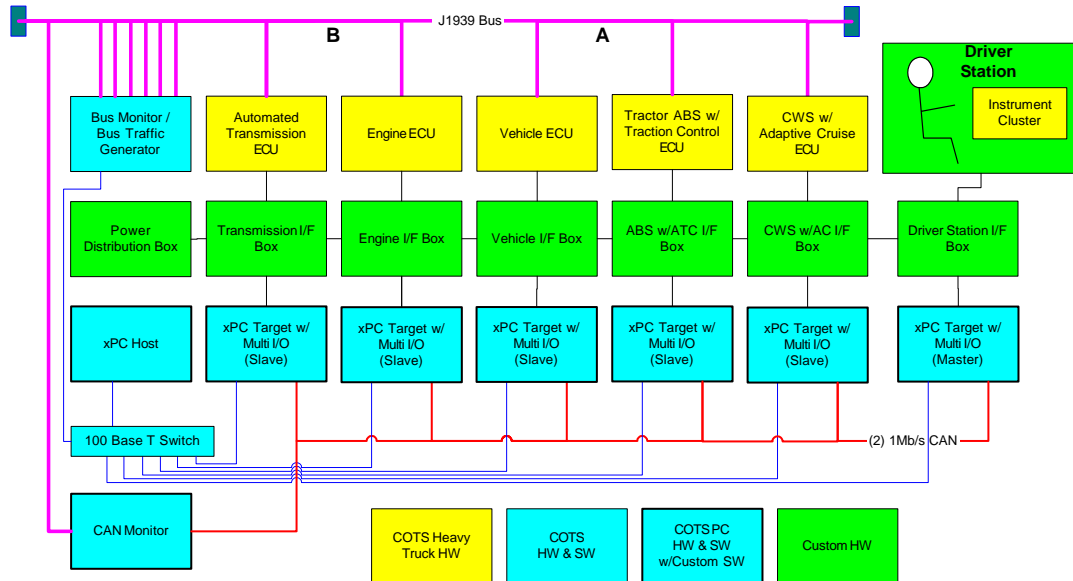 J1939 Bus
B
A
Driver
Station
Instrument
Cluster
Bus Monitor /
Bus Traffic
Generator
Automated
Transmission
ECU
Engine ECU
Vehicle ECU
Tractor ABS w/
Traction Control
ECU
CWS w/
Adaptive Cruise
ECU
Power
Distribution Box
Transmission I/F
Box
Engine I/F Box
Vehicle I/F Box
ABS w/ATC I/F
Box
CWS w/AC I/F
Box
Driver Station I/F
Box
xPC Host
xPC Target w/
Multi I/O
(Slave)
xPC Target w/
Multi I/O
(Slave)
xPC Target w/
Multi I/O
(Slave)
xPC Target w/
Multi I/O
(Slave)
xPC Target w/
Multi I/O
(Slave)
xPC Target w/
Multi I/O
(Master)
100 Base T Switch
(2) 1Mb/s CAN
CAN Monitor
COTS Heavy
Truck HW
COTS
HW & SW
COTS PC
HW & SW
w/Custom SW
Custom HW